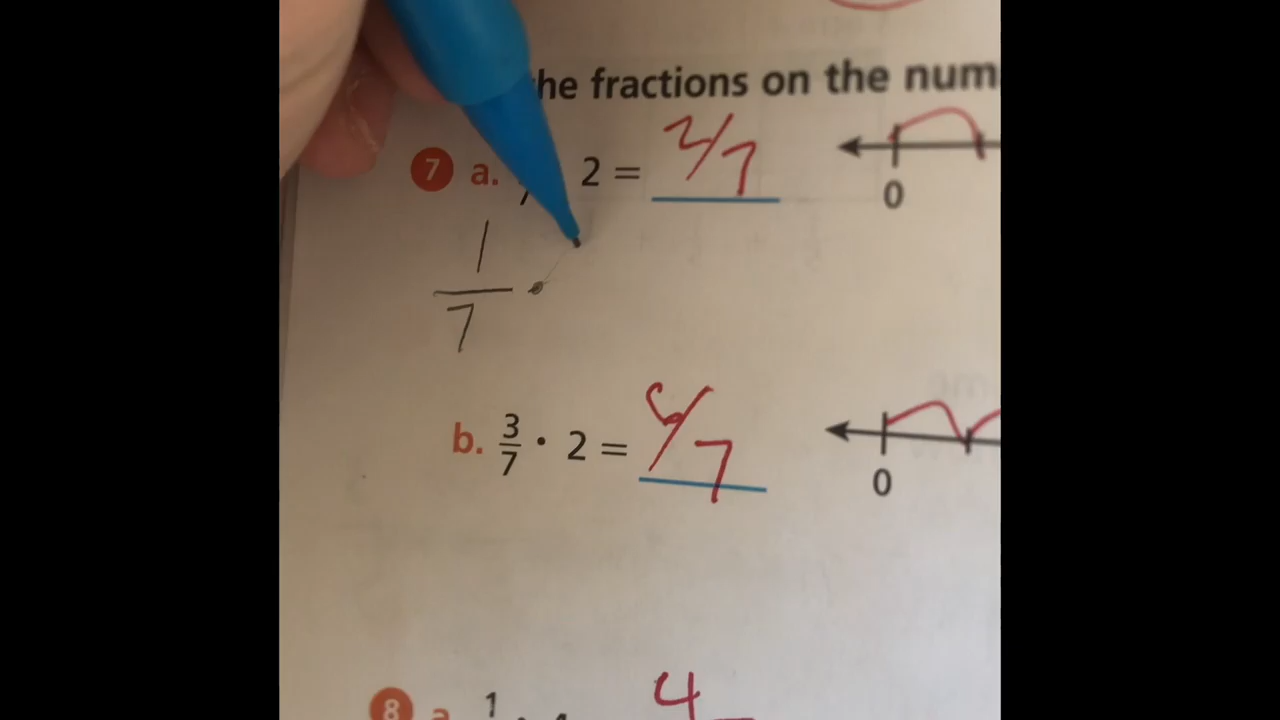 he fractions on the num
7 a. 2 = 2/7
0
1/7 ·
b. 3/7 · 2 = 6/7
0
8 a 1 4